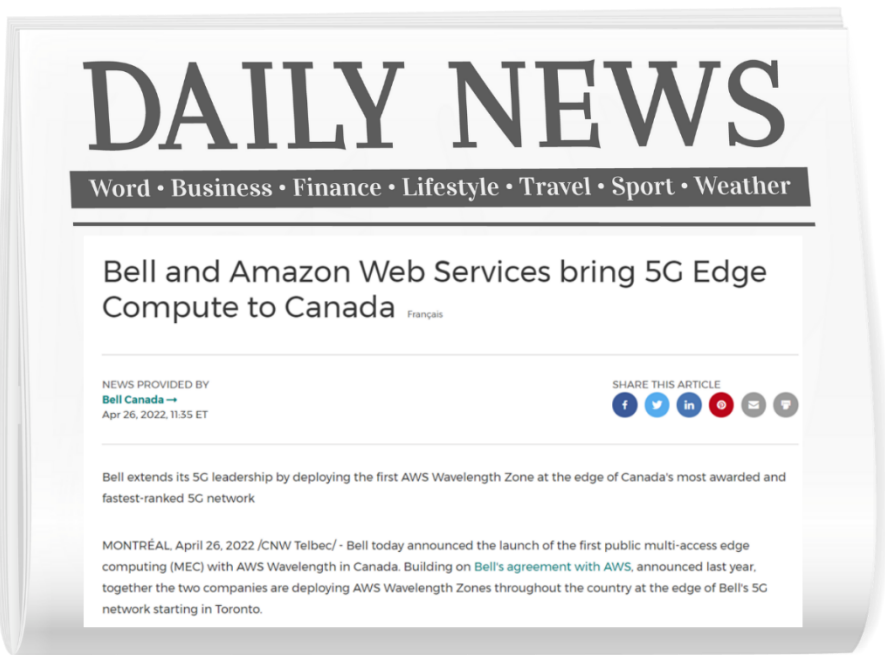 DAILY NEWS
Word • Business • Finance • Lifestyle • Travel • Sport • Weather
Bell and Amazon Web Services bring 5G Edge
Compute to Canada Français
NEWS PROVIDED BY
Bell Canada →
Apr 26, 2022, 11:35 ET
SHARE THIS ARTICLE
Bell extends its 5G leadership by deploying the first AWS Wavelength Zone at the edge of Canada's most awarded and
fastest-ranked 5G network
MONTRÉAL, April 26, 2022 /CNW Telbec/ - Bell today announced the launch of the first public multi-access edge
computing (MEC) with AWS Wavelength in Canada. Building on Bell's agreement with AWS, announced last year,
together the two companies are deploying AWS Wavelength Zones throughout the country at the edge of Bell's 5G
network starting in Toronto.